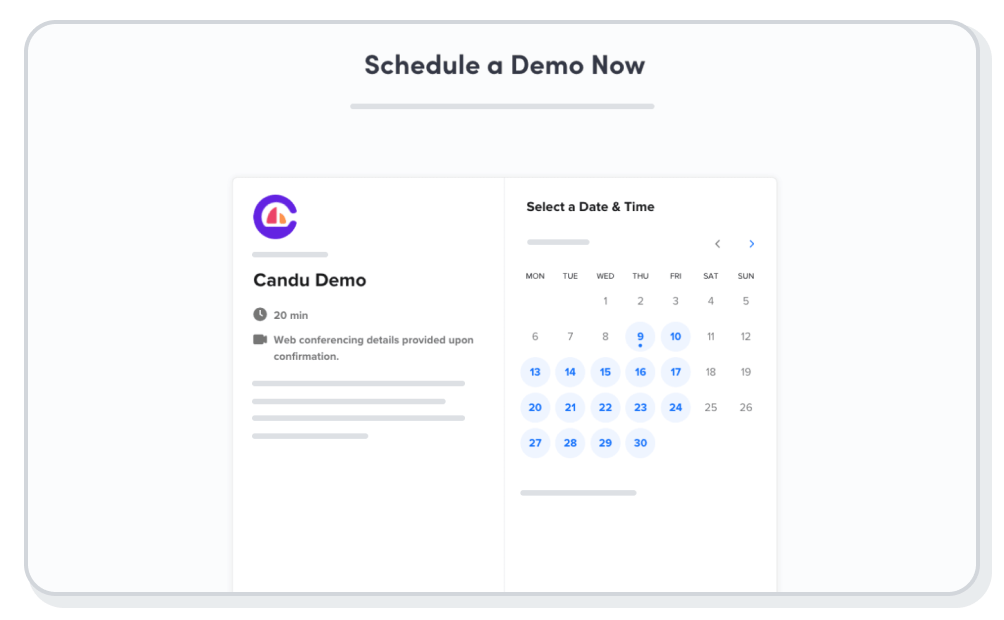 Schedule a Demo Now
Candu Demo
20 min
Web conferencing details provided upon
confirmation.
Select a Date & Time
MON TUE WED THU FRI SAT SUN
1 2 3 4 5
6 7 8 9 10 11 12
13 14 15 16 17 18 19
20 21 22 23 24 25 26
27 28 29 30